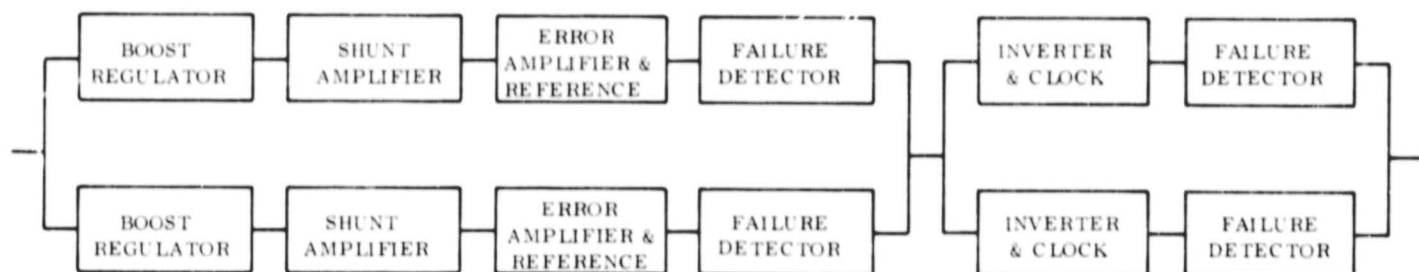 BOOST
REGULATOR
SHUNT
AMPLIFIER
ERROR
AMPLIFIER &
REFERENCE
FAILURE
DETECTOR
INVERTER
& CLOCK
FAILURE
DETECTOR
BOOST
REGULATOR
SHUNT
AMPLIFIER
ERROR
AMPLIFIER &
REFERENCE
FAILURE
DETECTOR
INVERTER
& CLOCK
FAILURE
DETECTOR